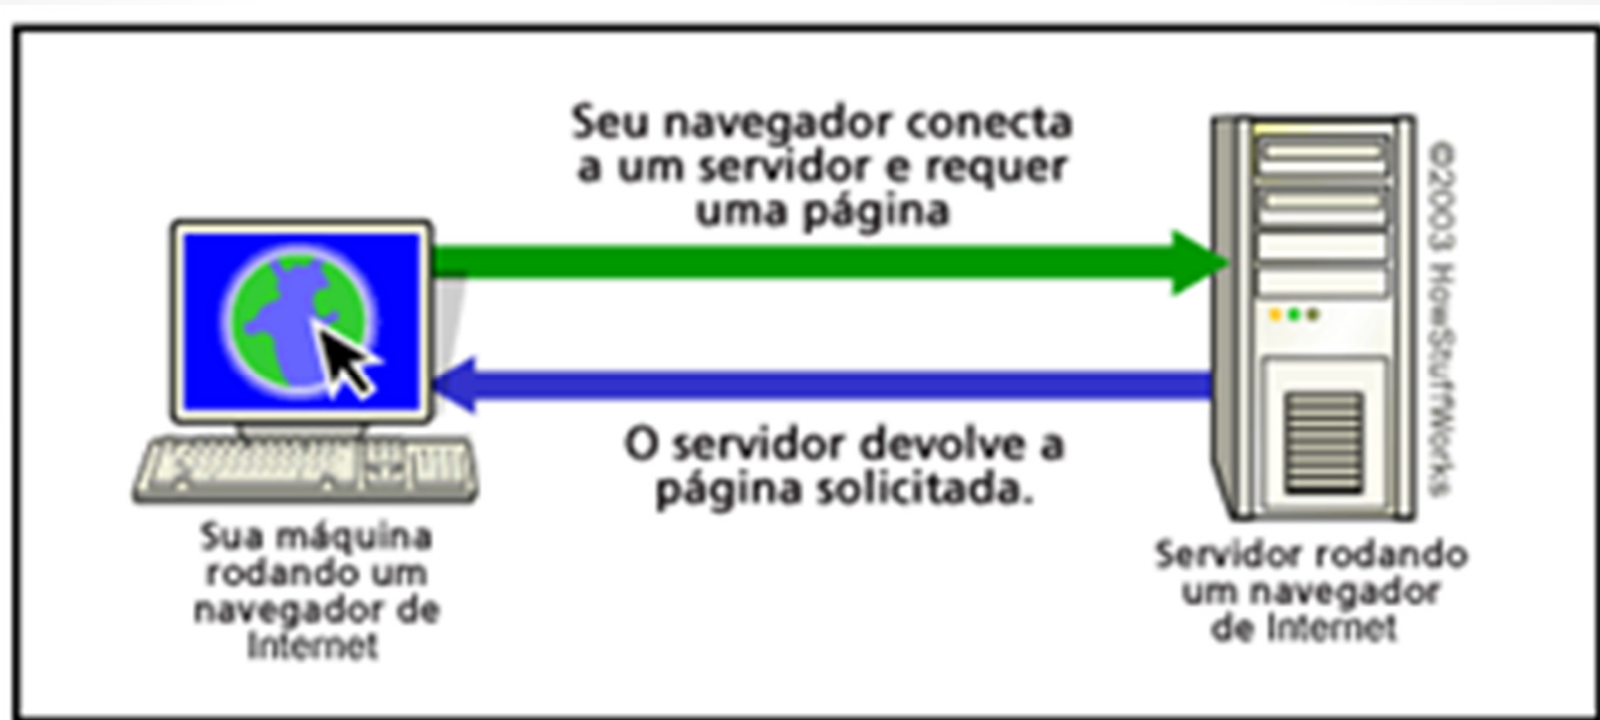 Seu navegador conecta
a um servidor e requer
uma página
O servidor devolve a
página solicitada.
Sua máquina
rodando um
navegador de
Internet
Servidor rodando
um navegador
de Internet
©2003 HowStuffWorks